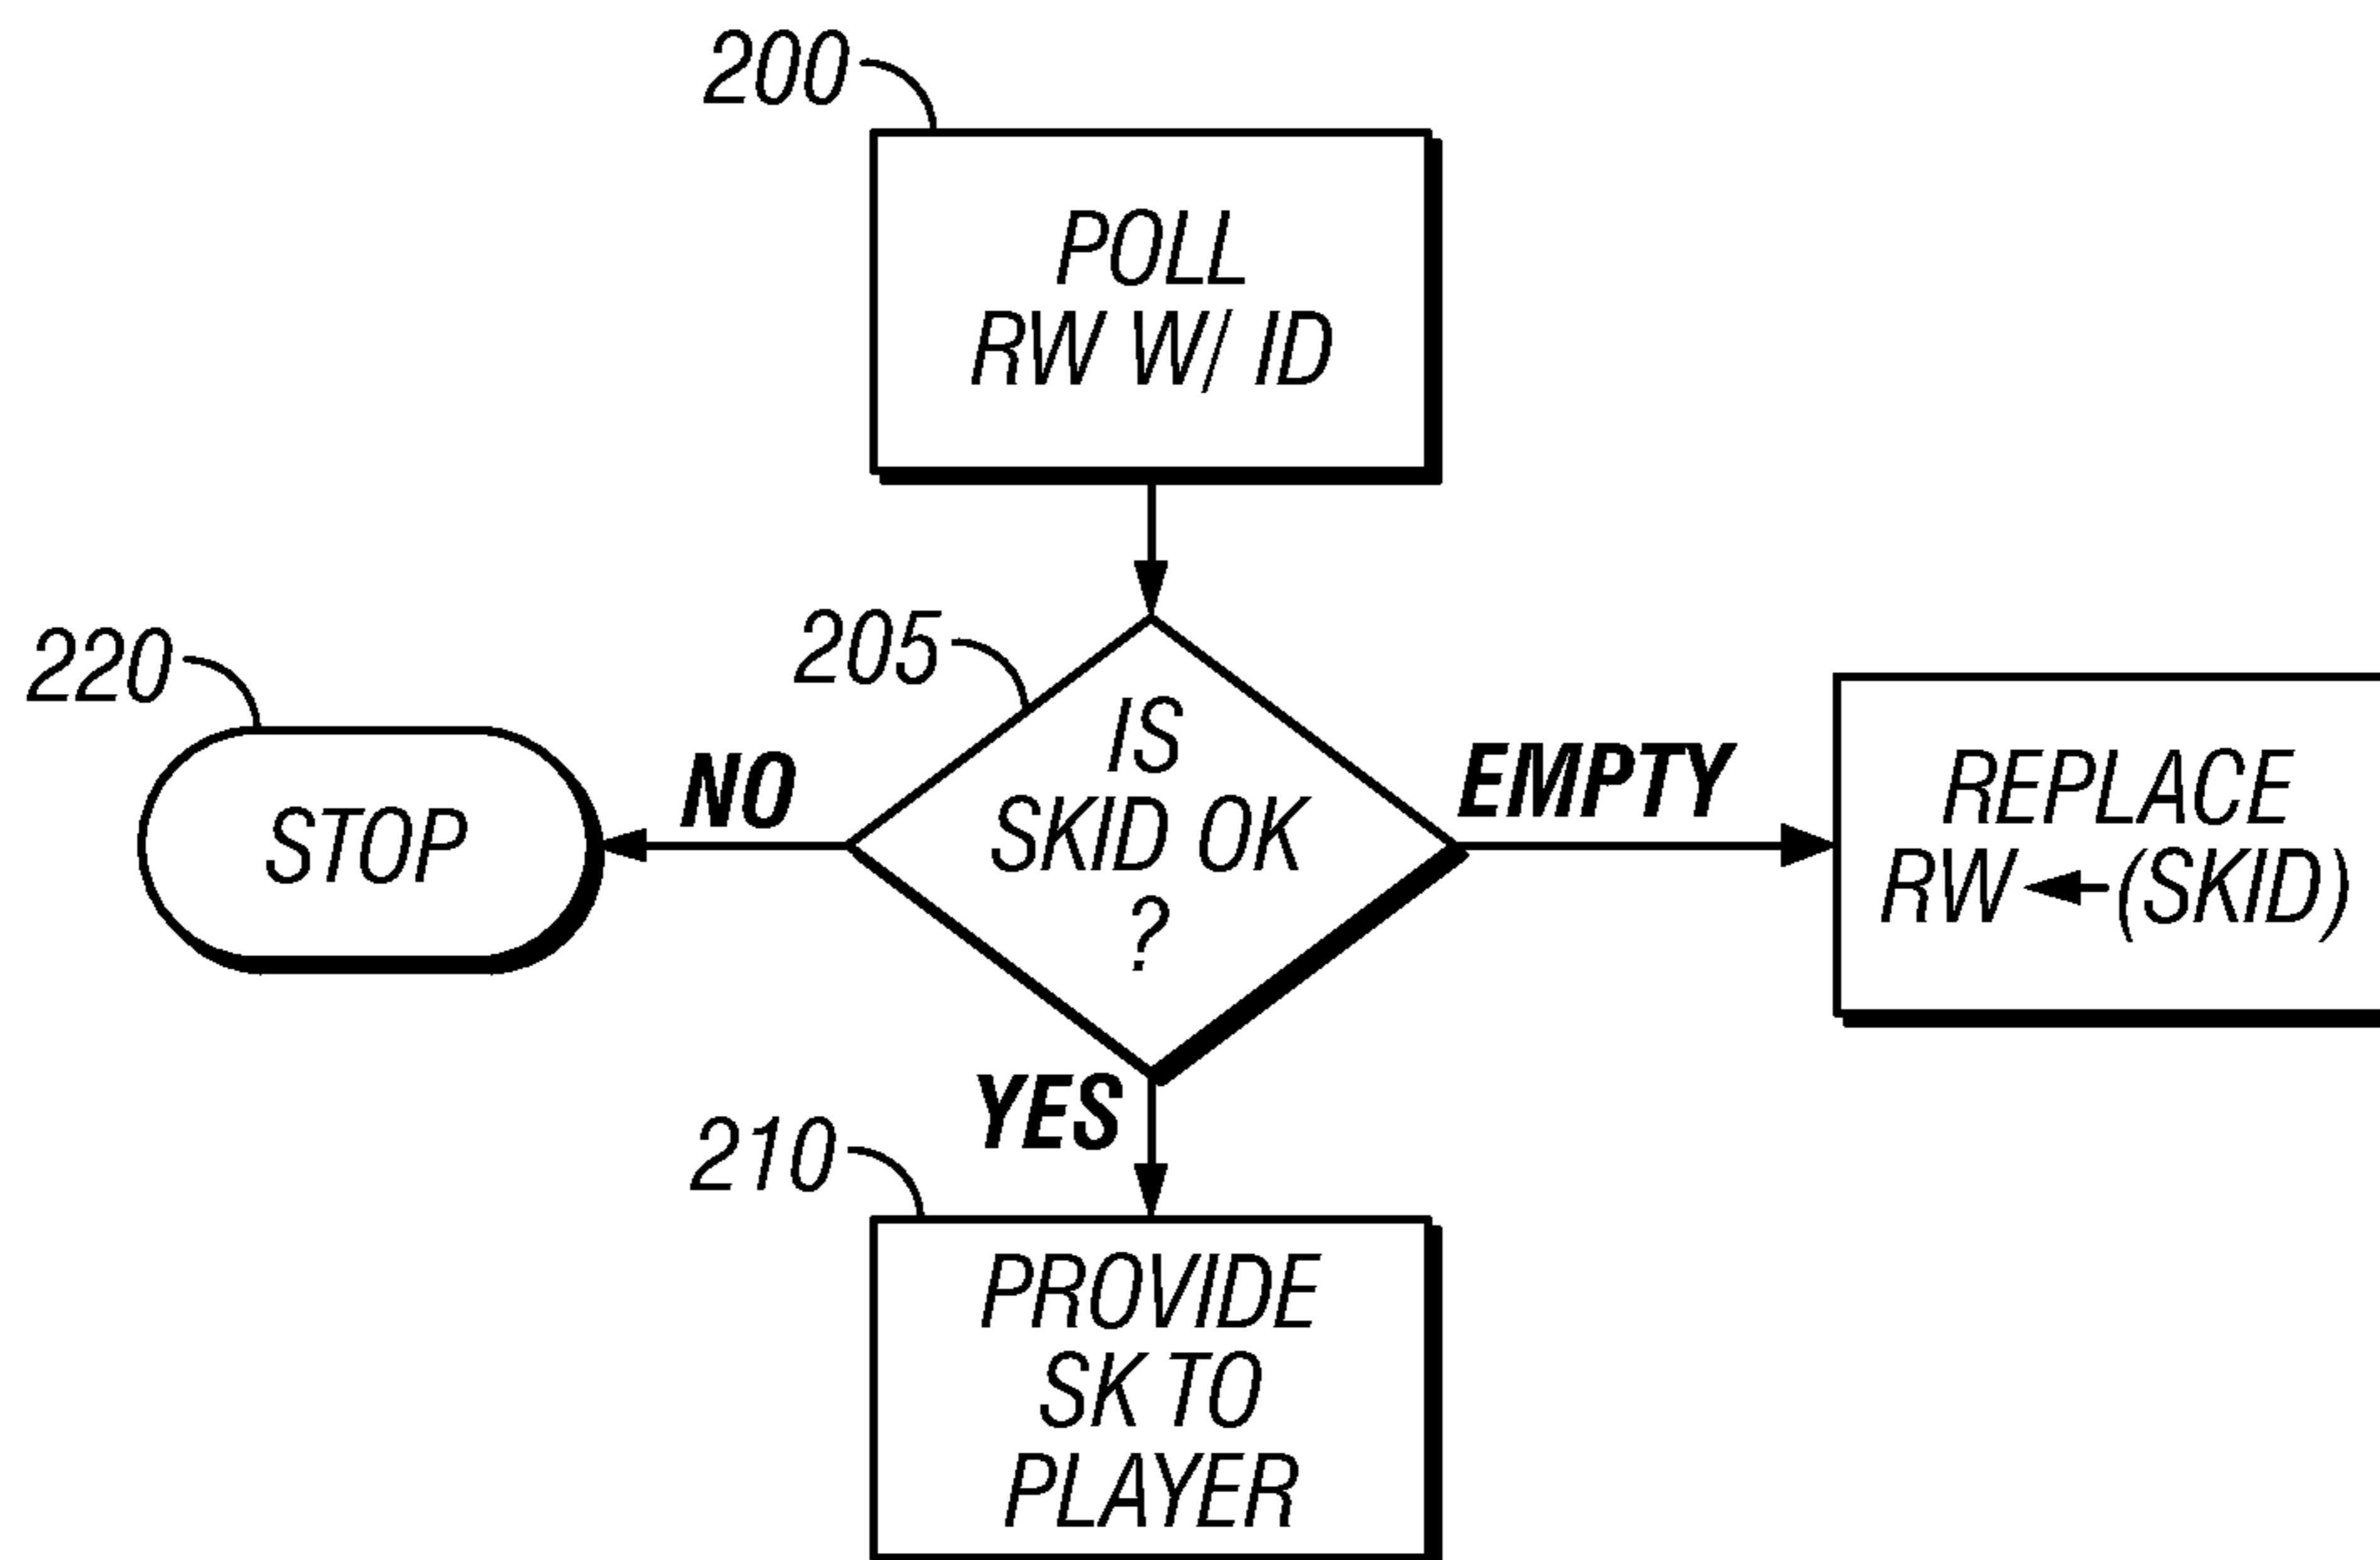 200
POLL
RW W/ ID
205
220
IS
SKID OK
?
NO
STOP
EMPTY
REPLACE
RW ←(SKID)
YES
210
PROVIDE
SK TO
PLAYER